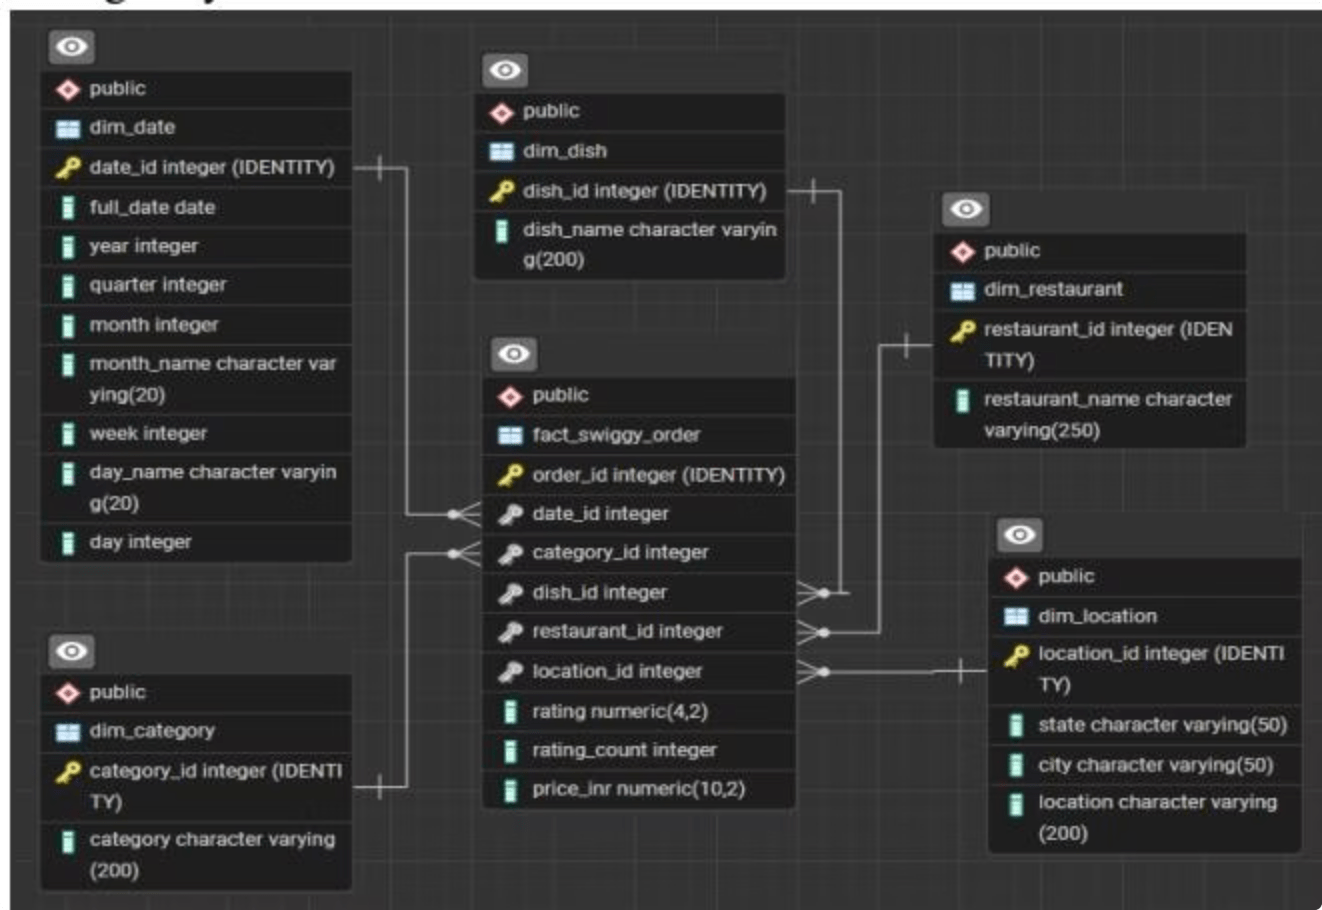 public
dim_date
date_id integer (IDENTITY)
full_date date
year integer
quarter integer
month integer
month_name character var
ying(20)
week integer
day_name character varyin
g(20)
day integer
public
dim_dish
dish_id integer (IDENTITY)
dish_name character varyin
g(200)
public
dim_restaurant
restaurant_id integer (IDEN
TITY)
restaurant_name character
varying(250)
public
fact_swiggy_order
order_id integer (IDENTITY)
date_id integer
category_id integer
dish_id integer
restaurant_id integer
location_id integer
rating numeric(4,2)
rating_count integer
price_inr numeric(10,2)
public
dim_location
location_id integer (IDENTI
TY)
state character varying(50)
city character varying(50)
location character varying
(200)
public
dim_category
category_id integer (IDENTI
TY)
category character varying
(200)